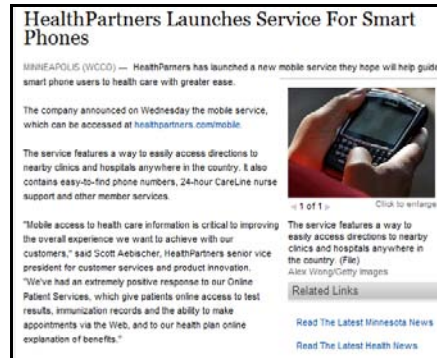 HealthPartners Launches Service For Smart
Phones
MINNEAPOLIS (WCCO) — HealthParners has launched a new mobile service they hope will help guide
smart phone users to health care with greater ease.
The company announced on Wednesday the mobile service,
which can be accessed at healthpartners.com/mobile.
The service features a way to easily access directions to
nearby clinics and hospitals anywhere in the country. It also
contains easy-to-find phone numbers, 24-hour CareLine nurse
support and other member services.
"Mobile access to health care information is critical to improving
the overall experience we want to achieve with our
customers," said Scott Aebischer, HealthPartners senior vice
president for customer services and product innovation.
"We've had an extremely positive response to our Online
Patient Services, which give patients online access to test
results, immunization records and the ability to make
appointments via the Web, and to our health plan online
explanation of benefits."
1 of 1
Click to enlarge
The service features a way to
easily access directions to nearby
clinics and hospitals anywhere in
the country. (File)
Alex Wong/Getty Images
Related Links
Read The Latest Minnesota News
Read The Latest Health News